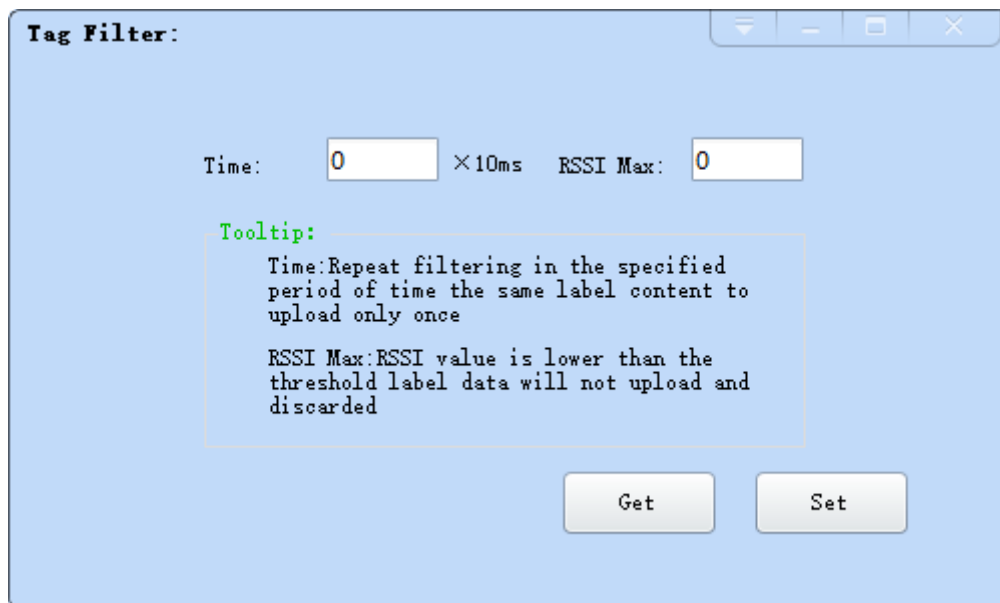 Tag Filter:
Time: 0 ×10ms RSSI Max: 0
Tooltip:
Time:Repeat filtering in the specified
period of time the same label content to
upload only once
RSSI Max:RSSI value is lower than the
threshold label data will not upload and
discarded
Get Set